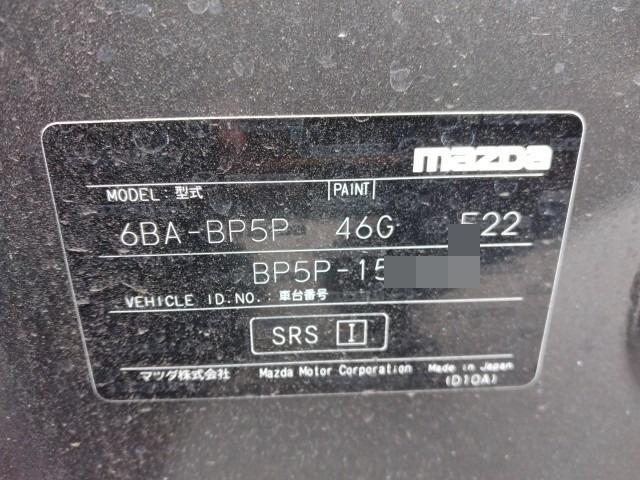 mazda
MODEL : 型式 PAINT
6BA-BP5P 46G 522
BP5P-15
VEHICLE ID.NO. : 車台番号
SRS I
マツダ株式会社 Mazda Motor Corporation Made in Japan
(D10A)